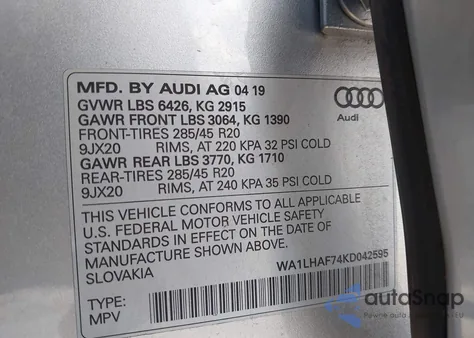 MFD. BY AUDI AG 04 19
GVWR LBS 6426, KG 2915
GAWR FRONT LBS 3064, KG 1390
FRONT-TIRES 285/45 R20
9JX20 RIMS, AT 220 KPA 32 PSI COLD
GAWR REAR LBS 3770, KG 1710
REAR-TIRES 285/45 R20
9JX20 RIMS, AT 240 KPA 35 PSI COLD
THIS VEHICLE CONFORMS TO ALL APPLICABLE
U.S. FEDERAL MOTOR VEHICLE SAFETY
STANDARDS IN EFFECT ON THE DATE OF
MANUFACTURE SHOWN ABOVE.
SLOVAKIA
WA1LHAF74KD042595
TYPE:
MPV
Audi
autoSnap